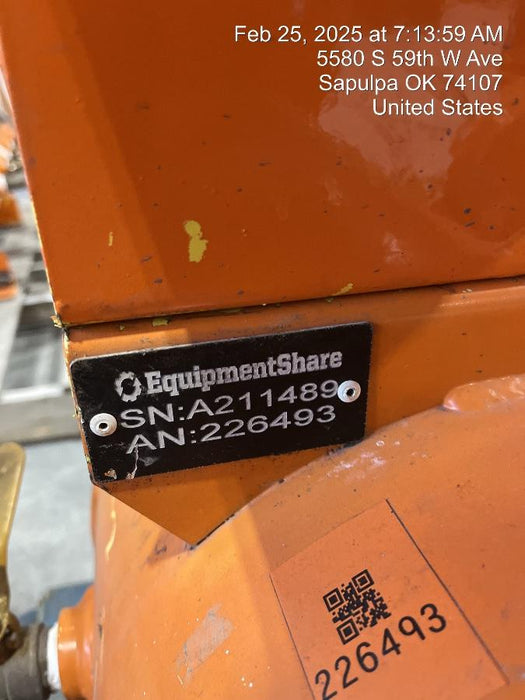 Feb 25, 2025 at 7:13:59 AM
5580 S 59th W Ave
Sapulpa OK 74107
United States
EquipmentShare
SN:A211489
AN:226493
226493